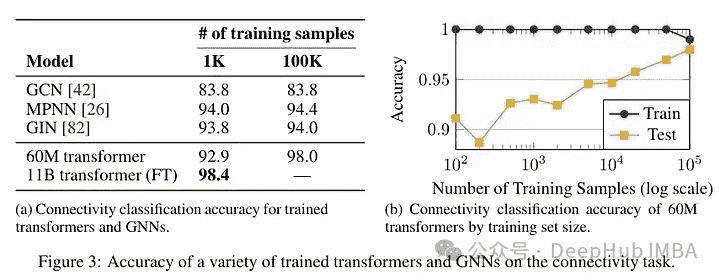 # of training samples
Model 1K 100K
GCN [42] 83.8 83.8
MPNN [26] 94.0 94.4
GIN [82] 93.8 94.0
60M transformer 92.9 98.0
11B transformer (FT) 98.4 —
(a) Connectivity classification accuracy for trained
transformers and GNNs.
1
0.95
0.9
Accuracy
Train
Test
10² 10³ 10⁴ 10⁵
Number of Training Samples (log scale)
(b) Connectivity classification accuracy of 60M
transformers by training set size.
公众号 · DeepHub IMBA
Figure 3: Accuracy of a variety of trained transformers and GNNs on the connectivity task.